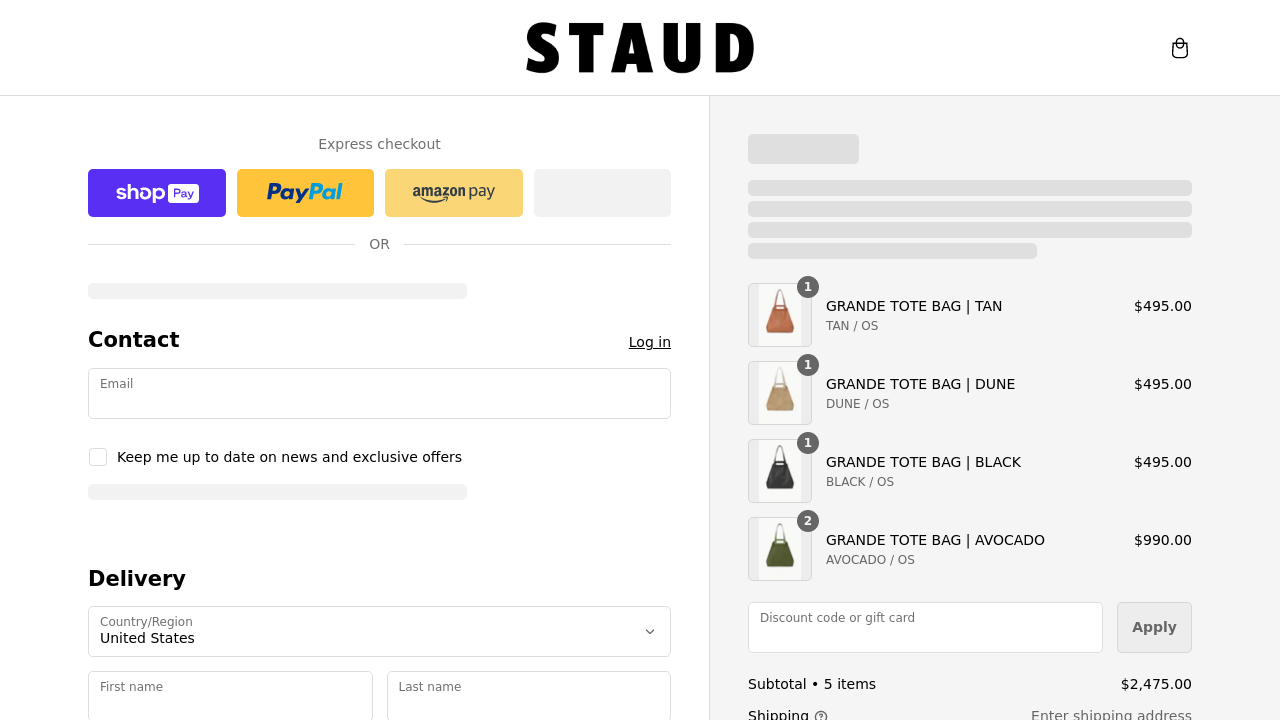 STAUD
Express checkout
shop Pay
PayPal
amazon pay
OR
Contact
Log in
Email
Keep me up to date on news and exclusive offers
Delivery
Country/Region
United States
First name
Last name
1
GRANDE TOTE BAG | TAN
$495.00
TAN / OS
1
GRANDE TOTE BAG | DUNE
$495.00
DUNE / OS
1
GRANDE TOTE BAG | BLACK
$495.00
BLACK / OS
2
GRANDE TOTE BAG | AVOCADO
$990.00
AVOCADO / OS
Discount code or gift card
Apply
Subtotal • 5 items
$2,475.00
Shipping
Enter shipping address